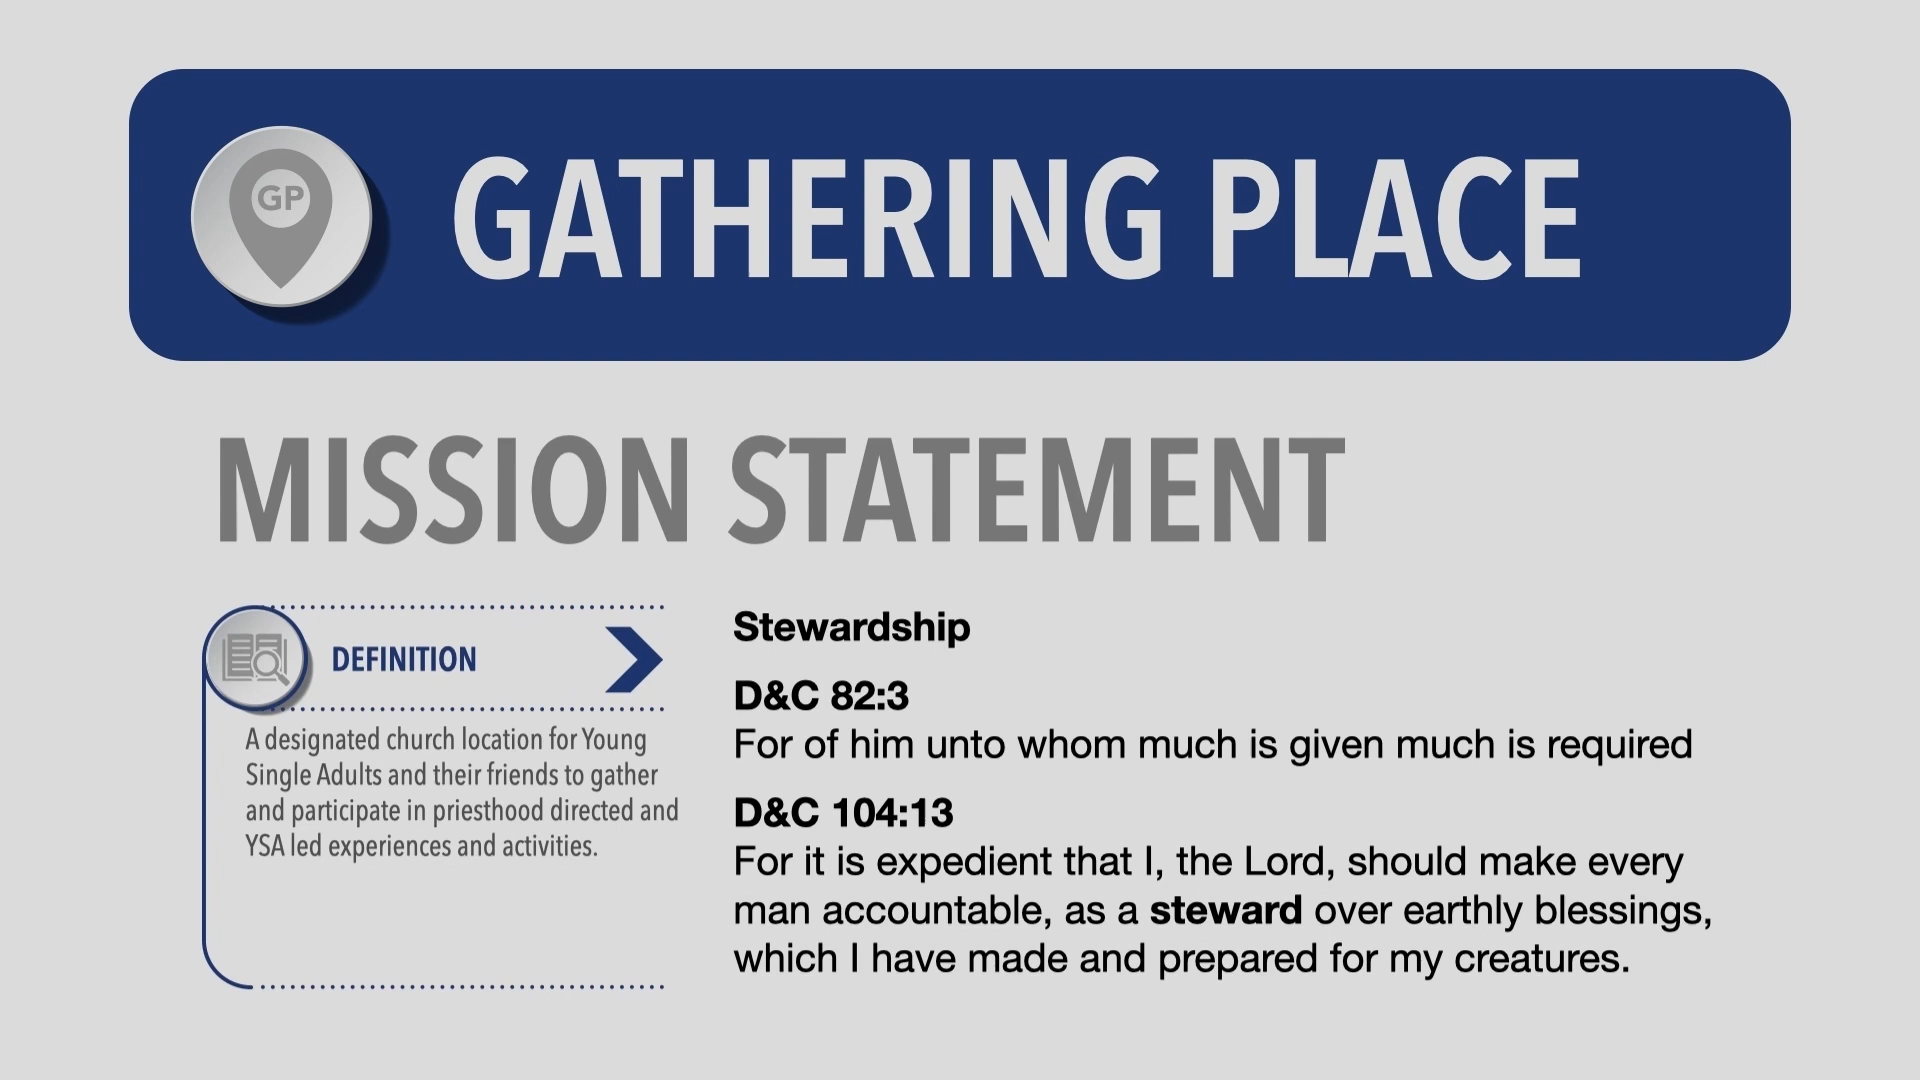 GP
GATHERING PLACE
MISSION STATEMENT
DEFINITION
A designated church location for Young
Single Adults and their friends to gather
and participate in priesthood directed and
YSA led experiences and activities.
Stewardship
D&C 82:3
For of him unto whom much is given much is required
D&C 104:13
For it is expedient that I, the Lord, should make every
man accountable, as a steward over earthly blessings,
which I have made and prepared for my creatures.